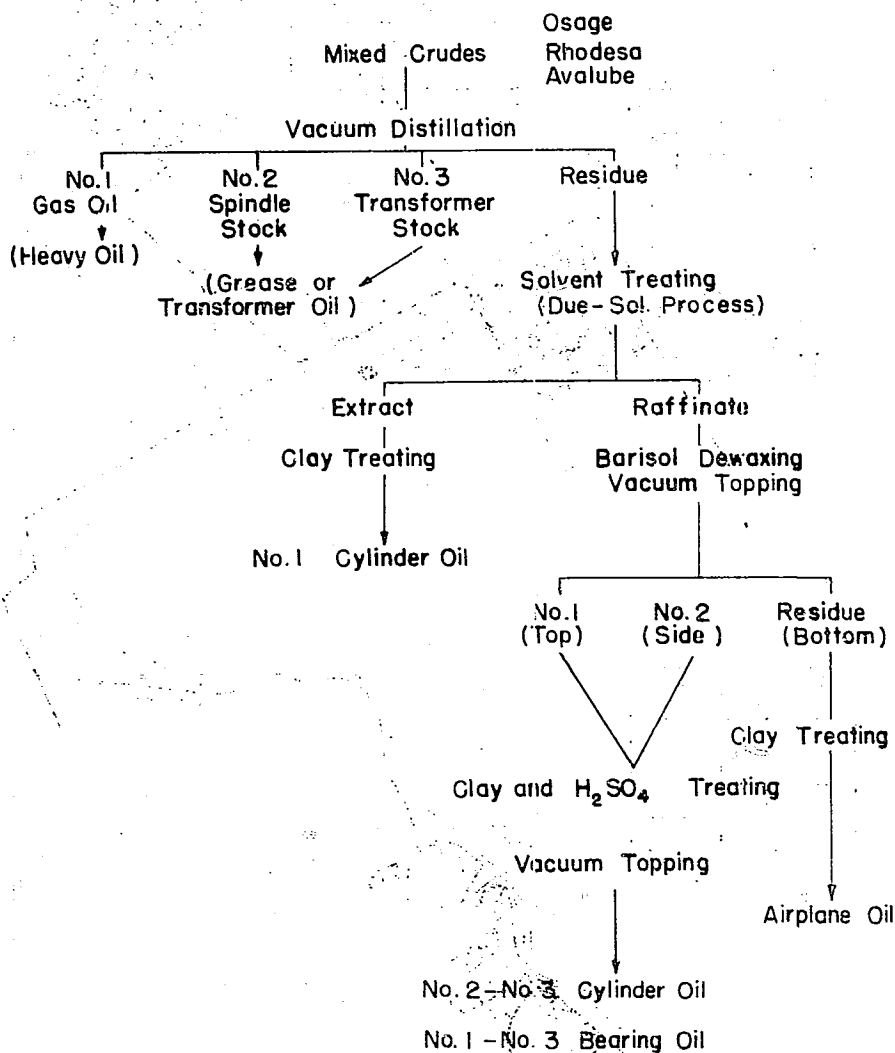 Osage
Mixed Crudes Rhodesa
Avalube
Vacuum Distillation
No.1 No.2 No.3 Residue
Gas Oil Spindle Transformer
Stock Stock
(Heavy Oil)
(Grease or
Transformer Oil)
Solvent Treating
(Due-Sol. Process)
Extract Raffinate
Clay Treating Barisol Dewaxing
Vacuum Topping
No.1 Cylinder Oil
No.1 No.2 Residue
(Top) (Side) (Bottom)
Clay Treating
Clay and H₂SO₄ Treating
Vacuum Topping
Airplane Oil
No.2-No.3 Cylinder Oil
No.1-No.3 Bearing Oil